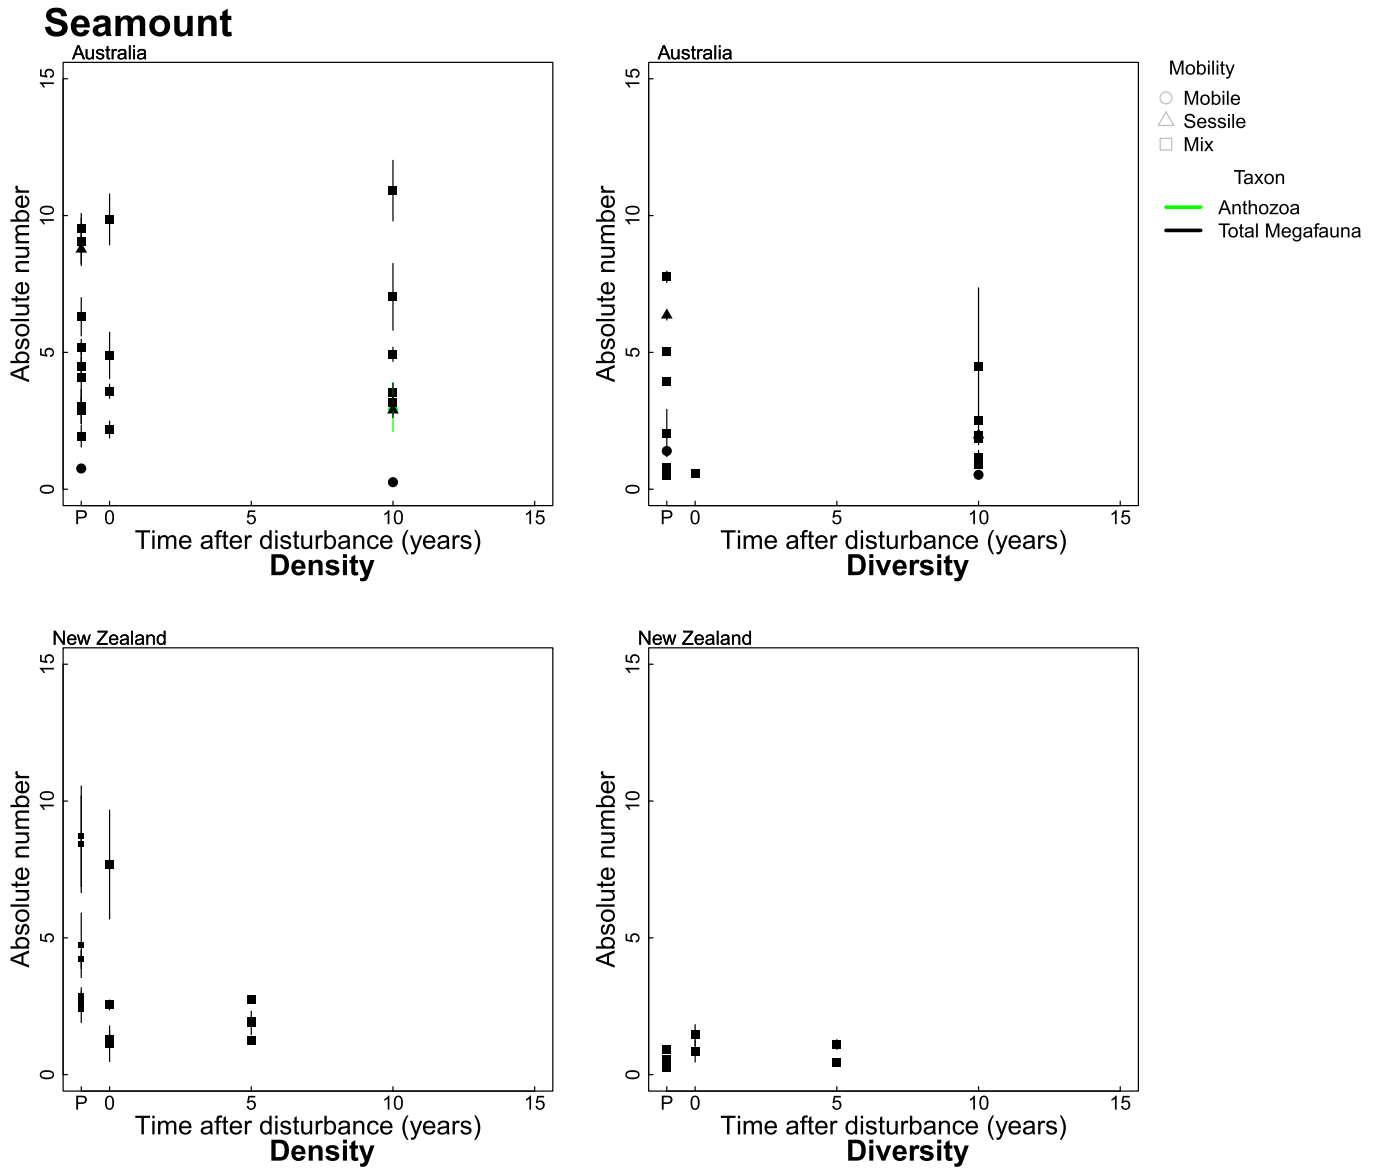 Seamount
Australia
15
10
5
0
Absolute number
P 0 5 10 15
Time after disturbance (years)
Density
Australia
15
10
5
0
Absolute number
P 0 5 10 15
Time after disturbance (years)
Diversity
Mobility
Mobile
Sessile
Mix
Taxon
Anthozoa
Total Megafauna
New Zealand
15
10
5
0
Absolute number
P 0 5 10 15
Time after disturbance (years)
Density
New Zealand
15
10
5
0
Absolute number
P 0 5 10 15
Time after disturbance (years)
Diversity